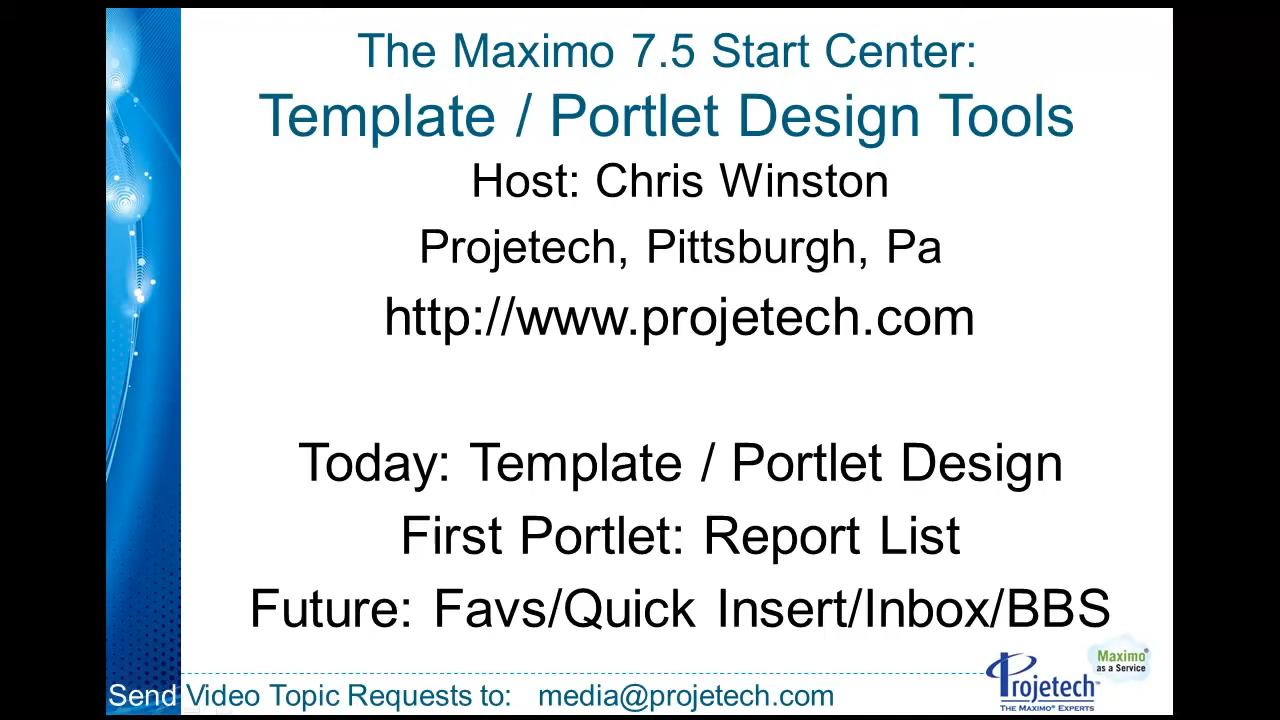 The Maximo 7.5 Start Center:
Template / Portlet Design Tools
Host: Chris Winston
Projetech, Pittsburgh, Pa
http://www.projetech.com
Today: Template / Portlet Design
First Portlet: Report List
Future: Favs/Quick Insert/Inbox/BBS
Maximo®
as a Service
Projetech™
THE MAXIMO® EXPERTS
Send Video Topic Requests to: media@projetech.com